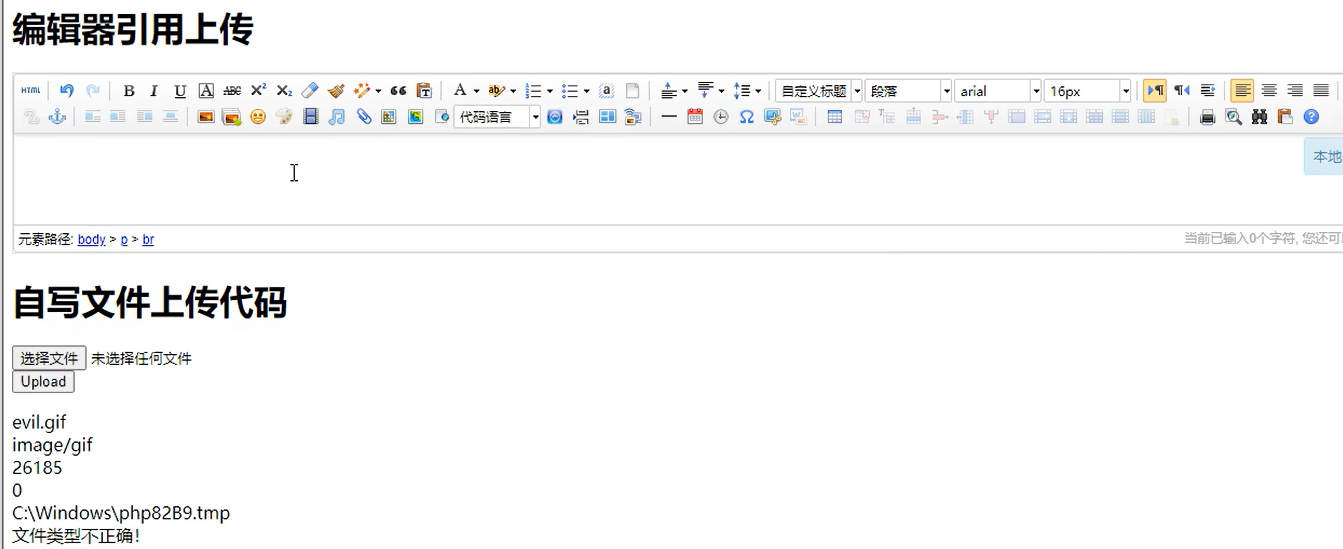 编辑器引用上传
HTML B I U A ABC X² X₂ A ab a 自定义标题 段落 arial 16px
代码语言 Ω
本地
元素路径: body > p > br
当前已输入0个字符, 您还可
自写文件上传代码
选择文件 未选择任何文件
Upload
evil.gif
image/gif
26185
0
C:\Windows\php82B9.tmp
文件类型不正确!